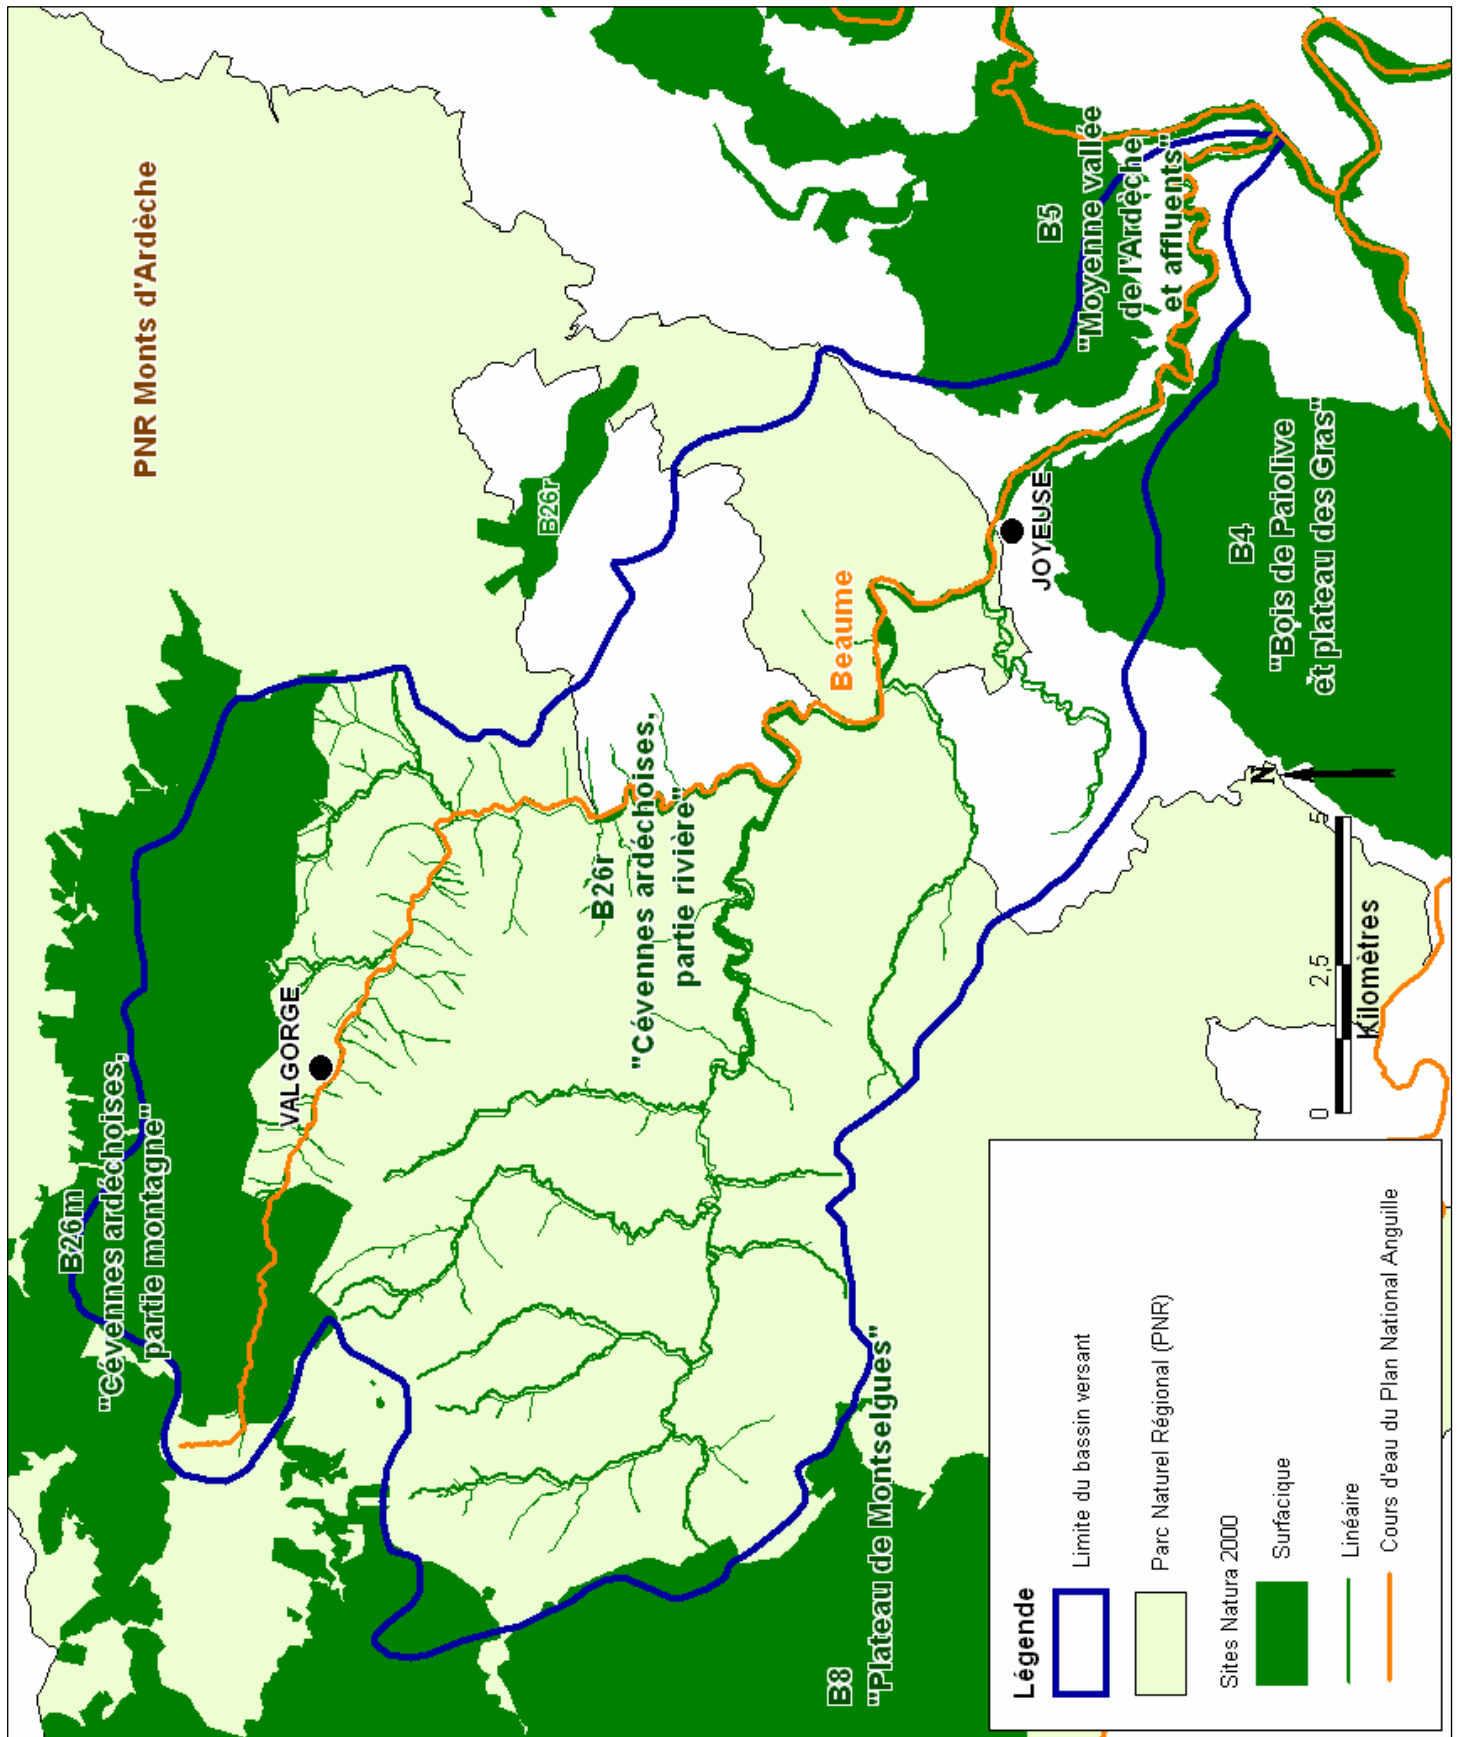 PNR Monts d'Ardèche
B26m
"Cévennes ardéchoises,
partie montagne"
VALGORGE
B26r
B26r
"Cévennes ardéchoises,
partie rivière"
Beaume
JOYEUSE
B5
"Moyenne vallée
de l'Ardèche
et affluents"
B4
"Bois de Païolive
et plateau des Gras"
B8
"Plateau de Montselgues"
N
0 2,5 5
Kilomètres
Légende
Limite du bassin versant
Parc Naturel Régional (PNR)
Sites Natura 2000
Surfacique
Linéaire
Cours d'eau du Plan National Anguille